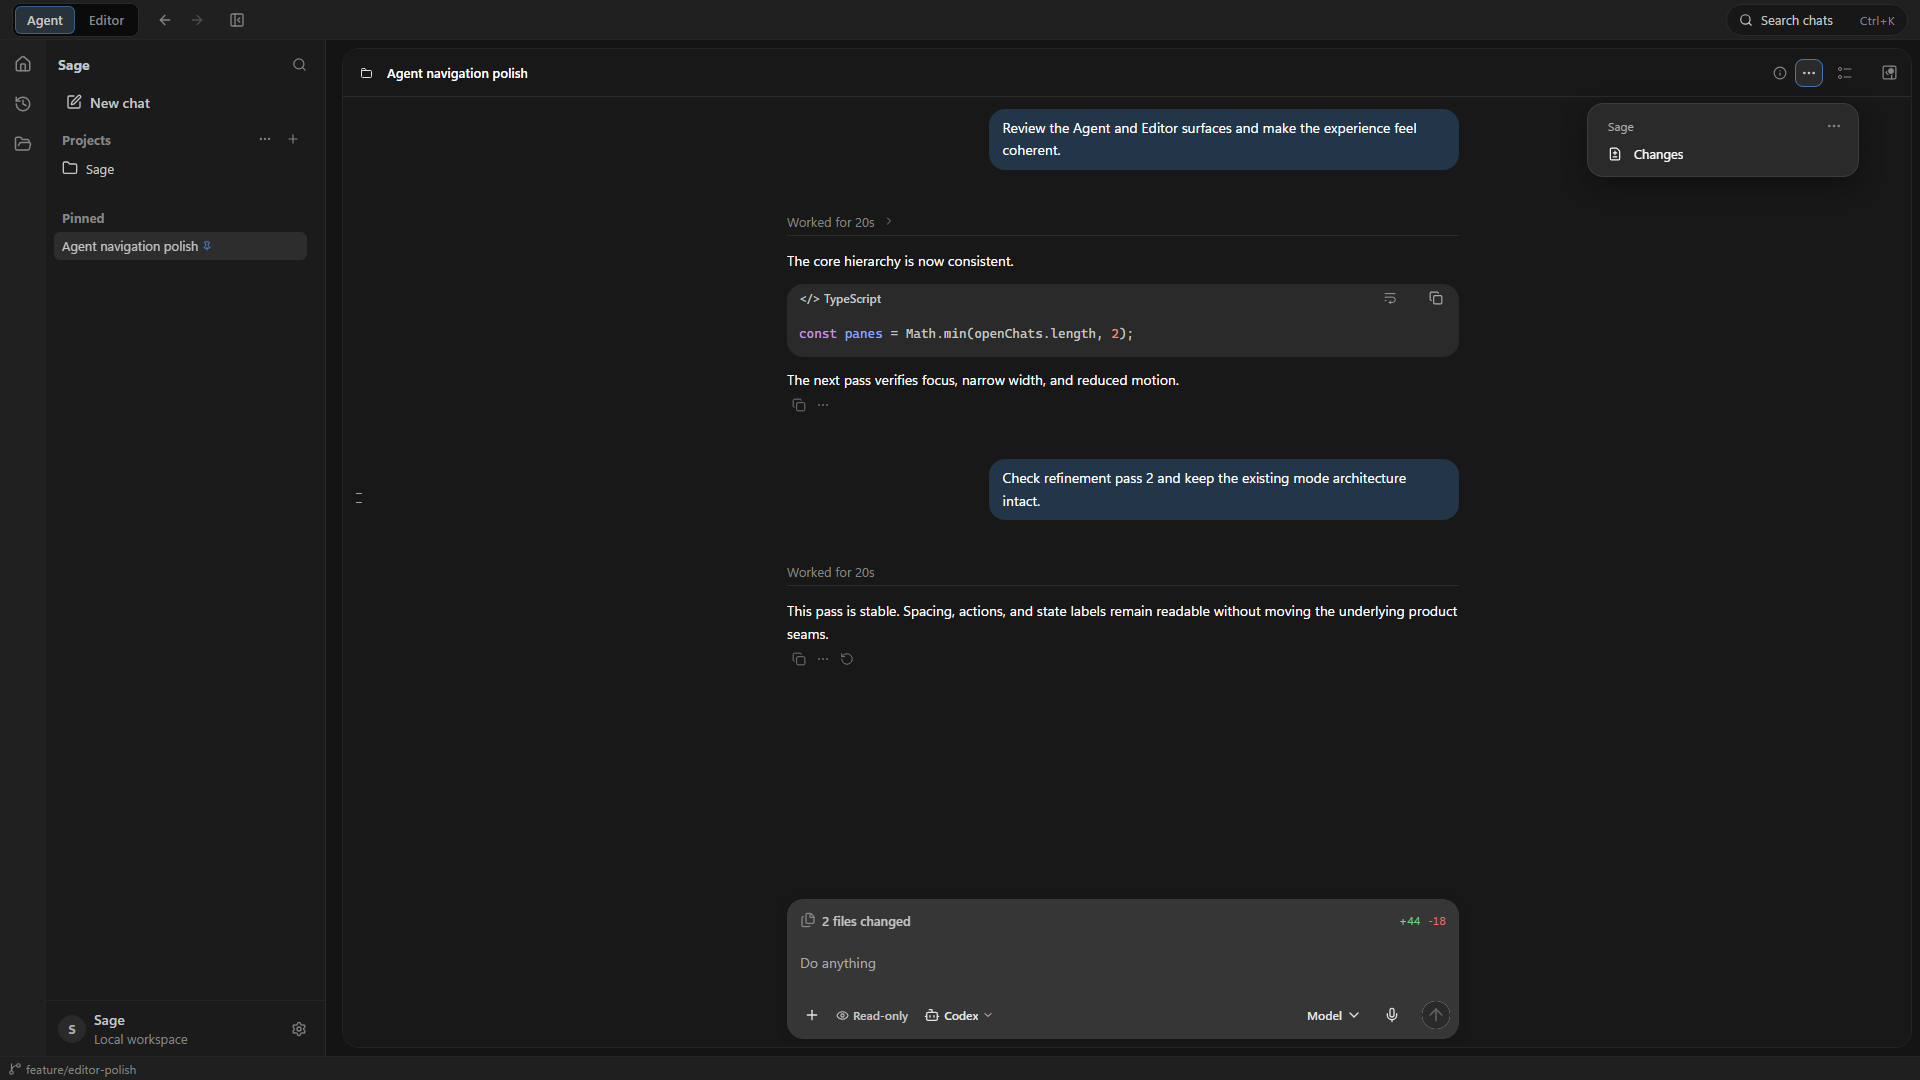 Agent
Editor
Search chats
Ctrl+K
Sage
New chat
Projects
Sage
Pinned
Agent navigation polish
Agent navigation polish
Sage
Changes
Review the Agent and Editor surfaces and make the experience feel
coherent.
Worked for 20s
The core hierarchy is now consistent.
</> TypeScript
const panes = Math.min(openChats.length, 2);
The next pass verifies focus, narrow width, and reduced motion.
Check refinement pass 2 and keep the existing mode architecture
intact.
Worked for 20s
This pass is stable. Spacing, actions, and state labels remain readable without moving the underlying product
seams.
2 files changed
+44 -18
Do anything
Read-only
Codex
Model
S
Sage
Local workspace
feature/editor-polish